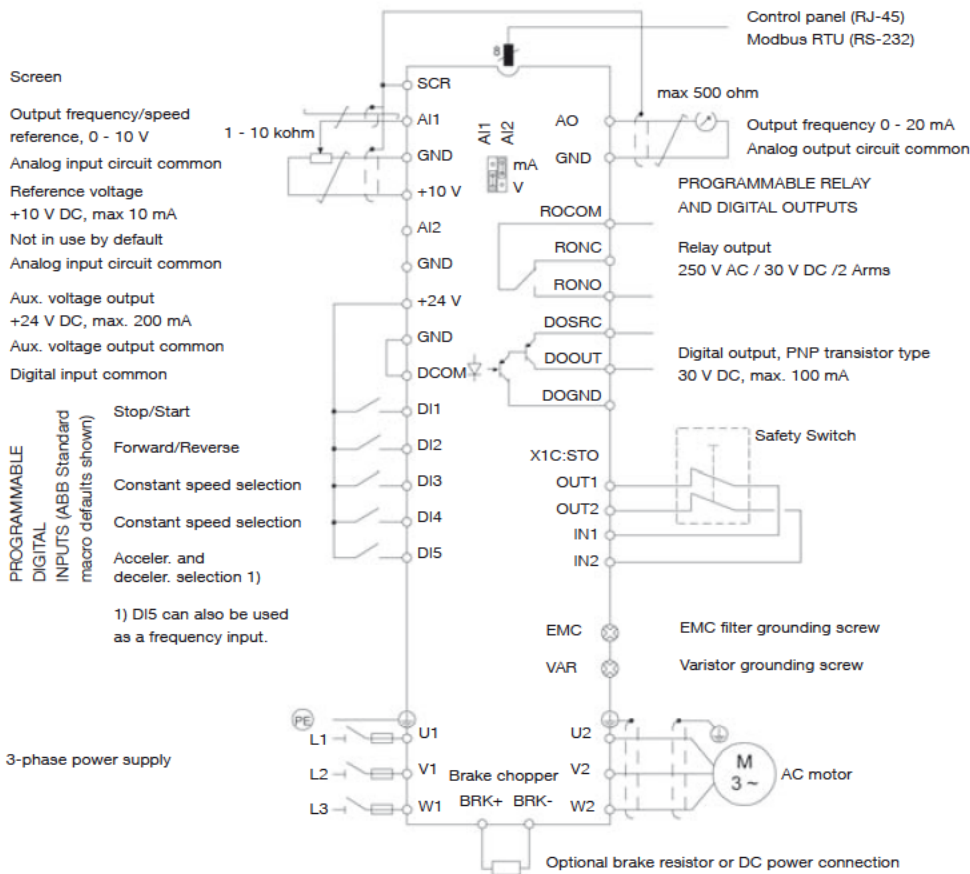 Control panel (RJ-45)
Modbus RTU (RS-232)
Screen
SCR
Output frequency/speed
reference, 0 - 10 V
1 - 10 kohm
AI1
Analog input circuit common
GND
Reference voltage
+10 V DC, max 10 mA
+10 V
Not in use by default
AI2
Analog input circuit common
GND
Aux. voltage output
+24 V DC, max. 200 mA
+24 V
Aux. voltage output common
GND
Digital input common
DCOM
PROGRAMMABLE
DIGITAL
INPUTS (ABB Standard
macro defaults shown)
Stop/Start
DI1
Forward/Reverse
DI2
Constant speed selection
DI3
Constant speed selection
DI4
Acceler. and
deceler. selection 1)
DI5
1) DI5 can also be used
as a frequency input.
AI1
AI2
mA
V
max 500 ohm
AO
Output frequency 0 - 20 mA
GND
Analog output circuit common
PROGRAMMABLE RELAY
AND DIGITAL OUTPUTS
ROCOM
RONC
RONO
Relay output
250 V AC / 30 V DC /2 Arms
DOSRC
DOOUT
DOGND
Digital output, PNP transistor type
30 V DC, max. 100 mA
Safety Switch
X1C:STO
OUT1
OUT2
IN1
IN2
EMC
EMC filter grounding screw
VAR
Varistor grounding screw
PE
3-phase power supply
L1
U1
L2
V1
L3
W1
Brake chopper
BRK+ BRK-
U2
V2
W2
M
3 ~
AC motor
Optional brake resistor or DC power connection